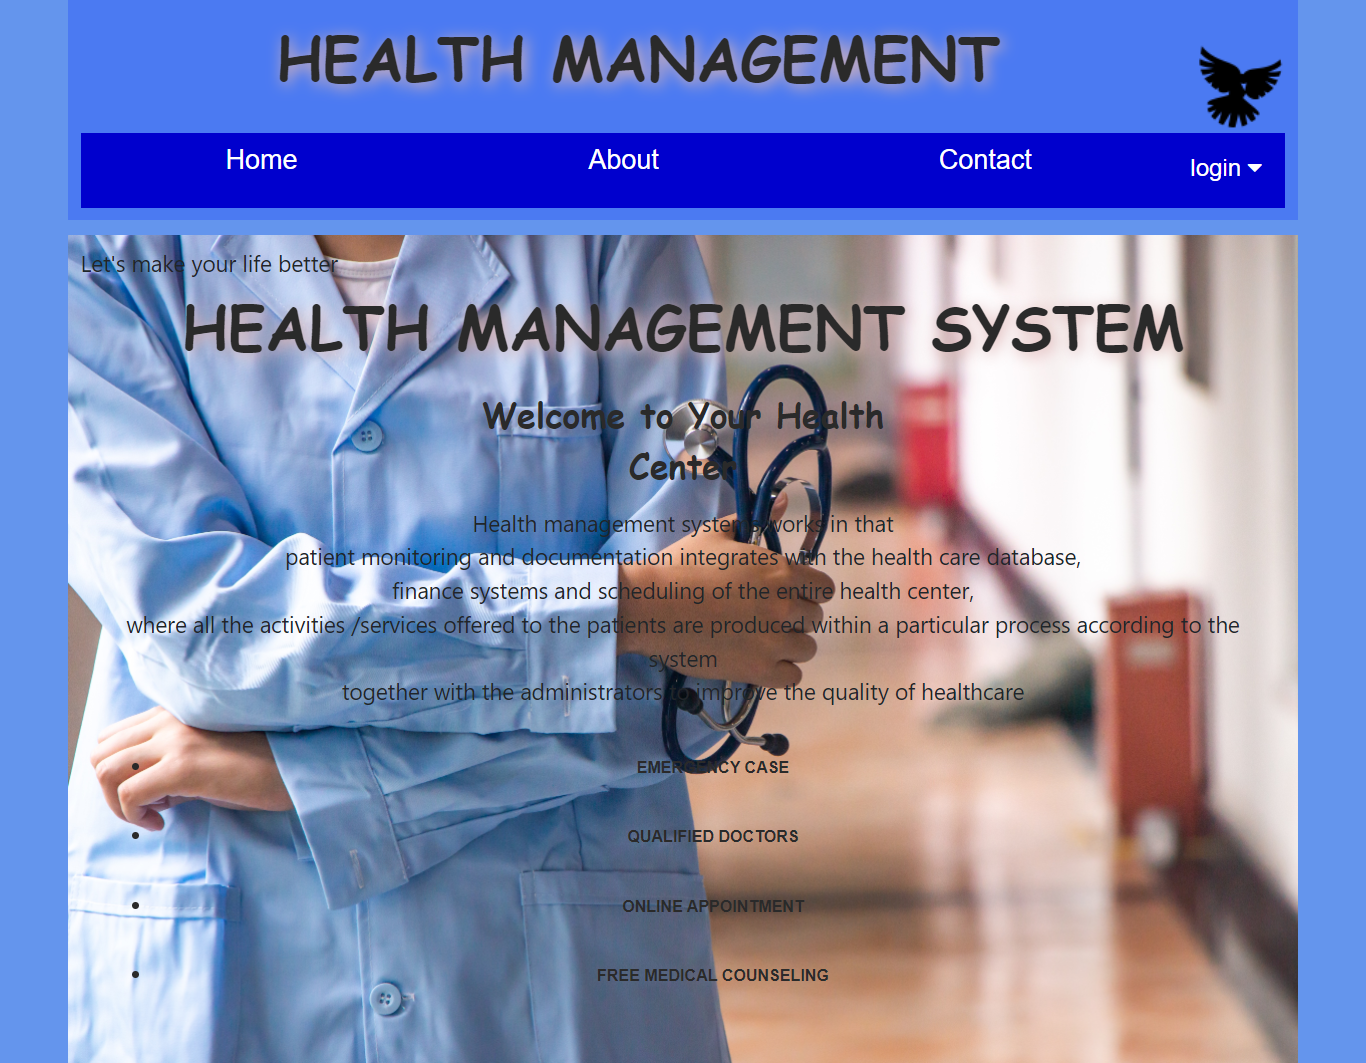 HEALTH MANAGEMENT
Home About Contact login
Let's make your life better
HEALTH MANAGEMENT SYSTEM
Welcome to Your Health
Center
Health management systems works in that
patient monitoring and documentation integrates with the health care database,
finance systems and scheduling of the entire health center,
where all the activities /services offered to the patients are produced within a particular process according to the
system
together with the administrators to improve the quality of healthcare
EMERGENCY CASE
QUALIFIED DOCTORS
ONLINE APPOINTMENT
FREE MEDICAL COUNSELING